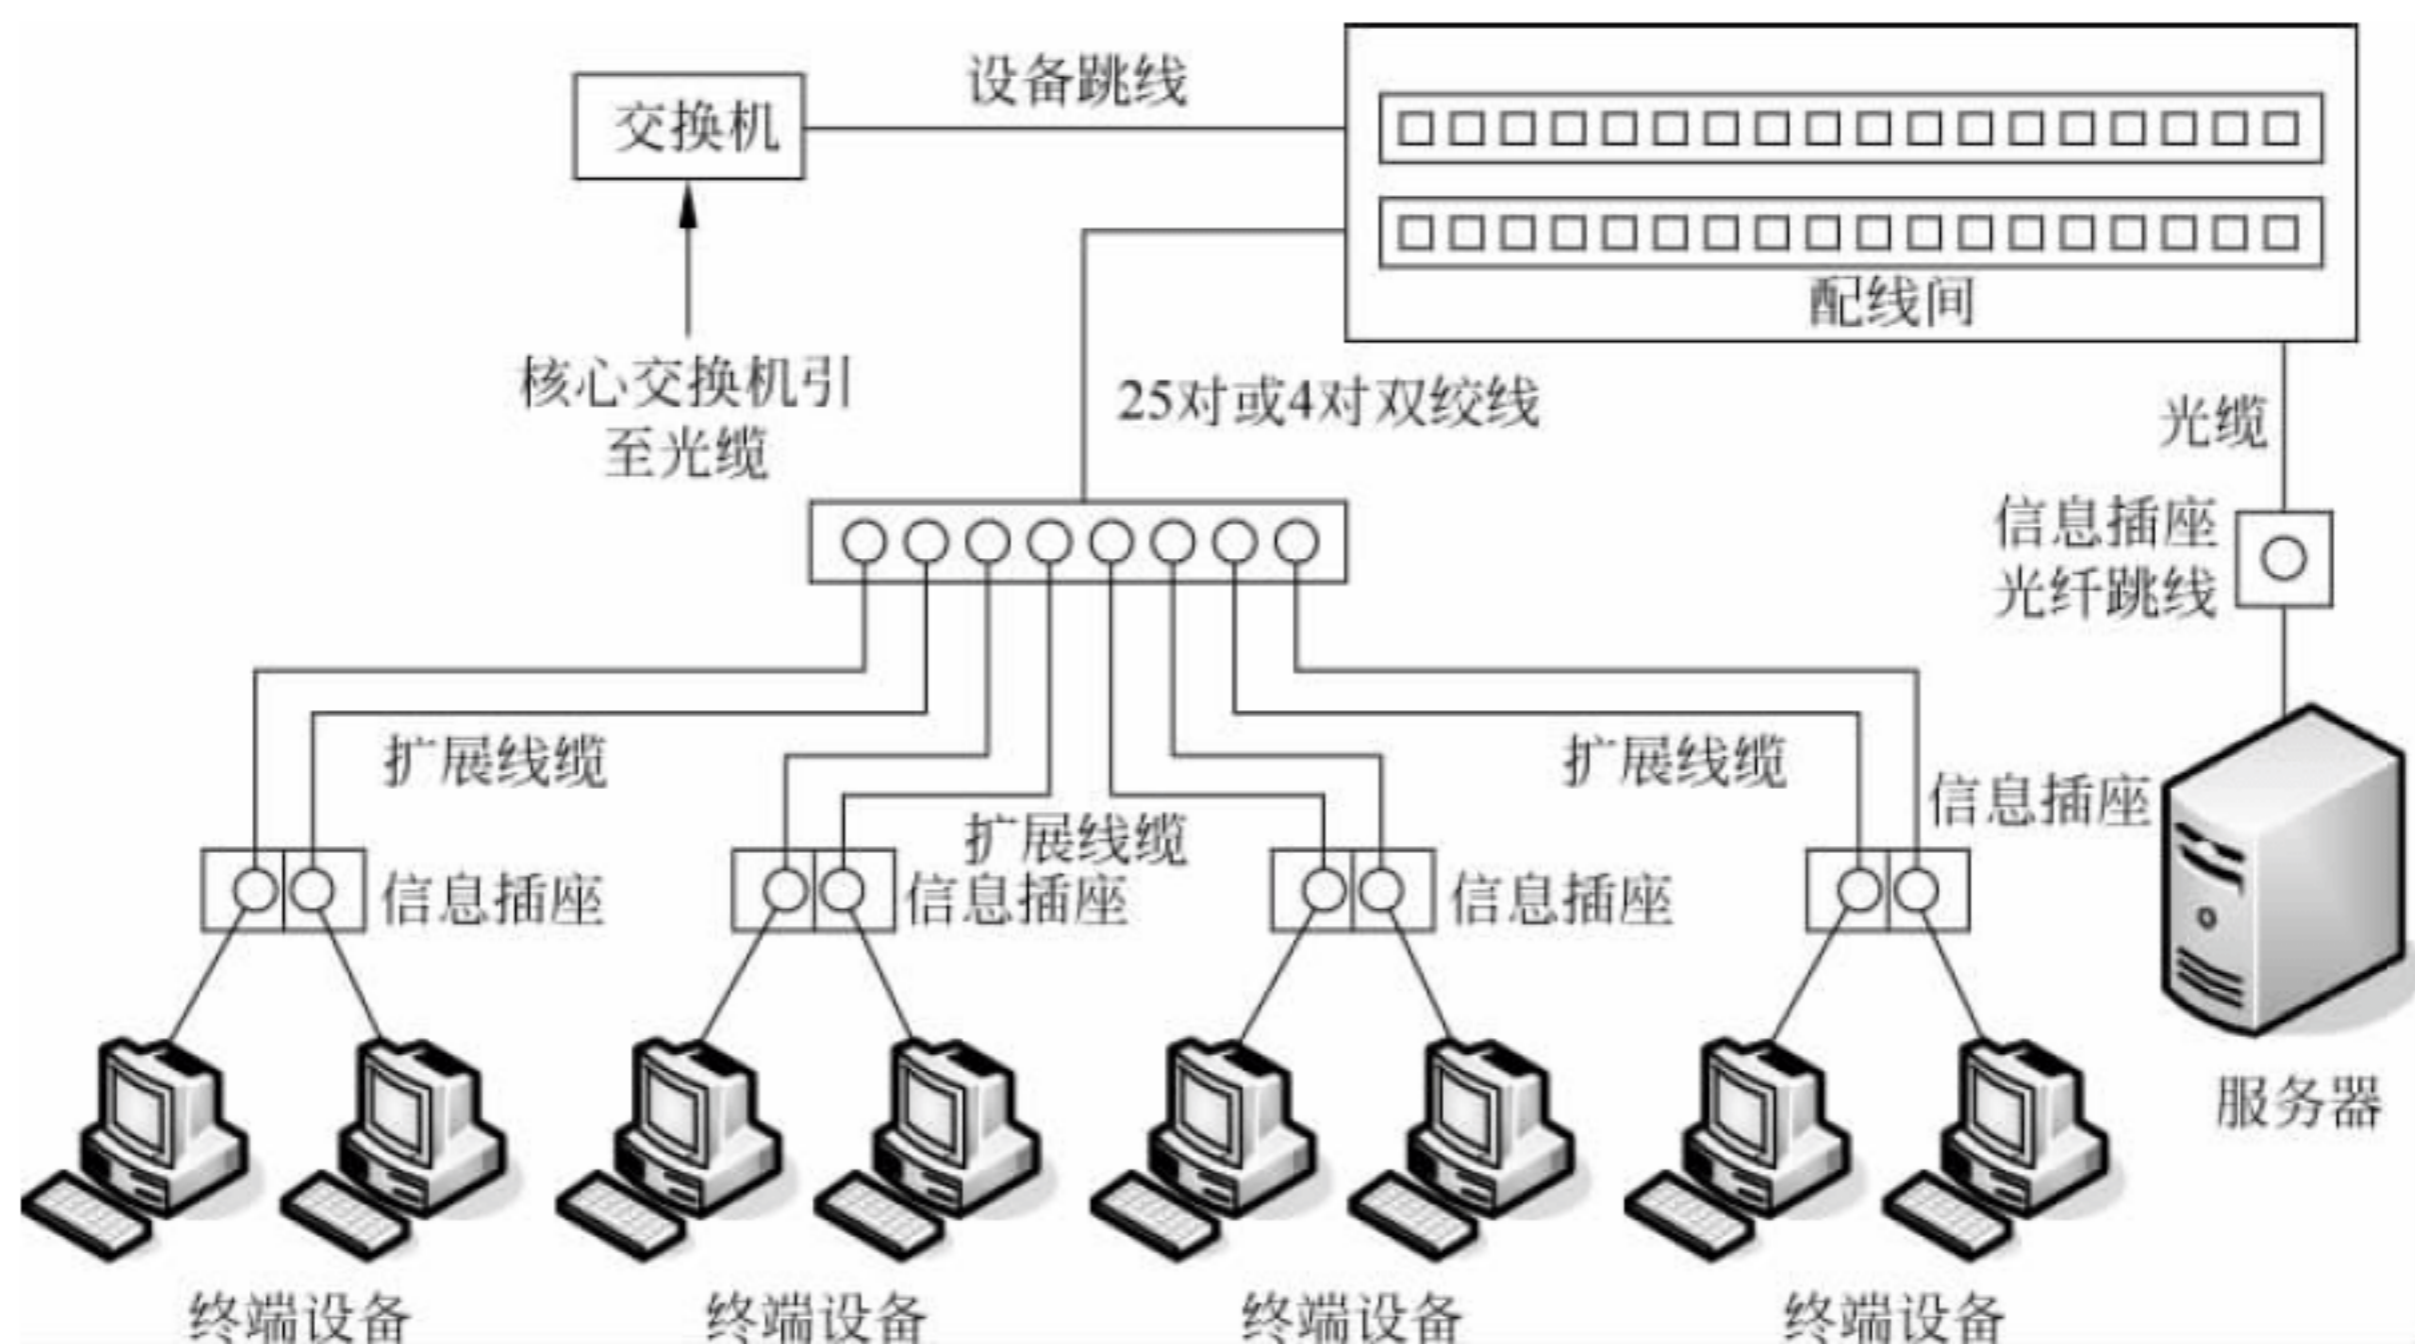 设备跳线
交换机
配线间
核心交换机引
至光缆
25对或4对双绞线
光缆
信息插座
光纤跳线
扩展线缆
扩展线缆
信息插座
扩展线缆
信息插座
信息插座
信息插座
服务器
终端设备
终端设备
终端设备
终端设备